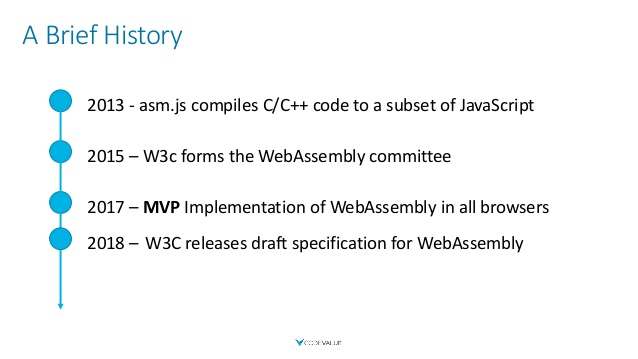 A Brief History
2013 - asm.js compiles C/C++ code to a subset of JavaScript
2015 – W3c forms the WebAssembly committee
2017 – MVP Implementation of WebAssembly in all browsers
2018 – W3C releases draft specification for WebAssembly
CODEVALUE